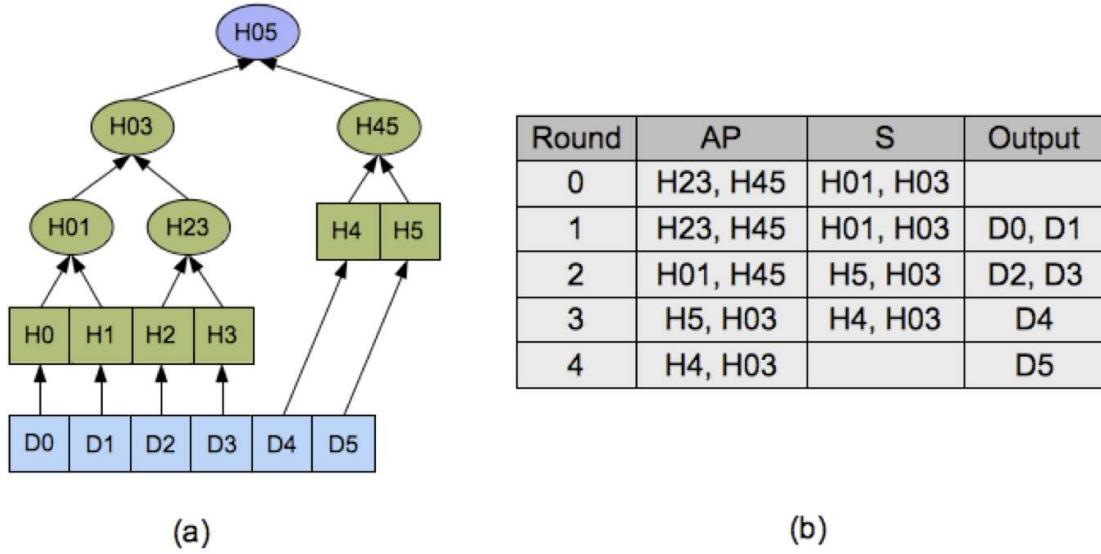 H05
H03 H45
H01 H23
H4 H5
H0 H1 H2 H3
D0 D1 D2 D3 D4 D5
(a)
Round AP S Output
0 H23, H45 H01, H03
1 H23, H45 H01, H03 D0, D1
2 H01, H45 H5, H03 D2, D3
3 H5, H03 H4, H03 D4
4 H4, H03 D5
(b)